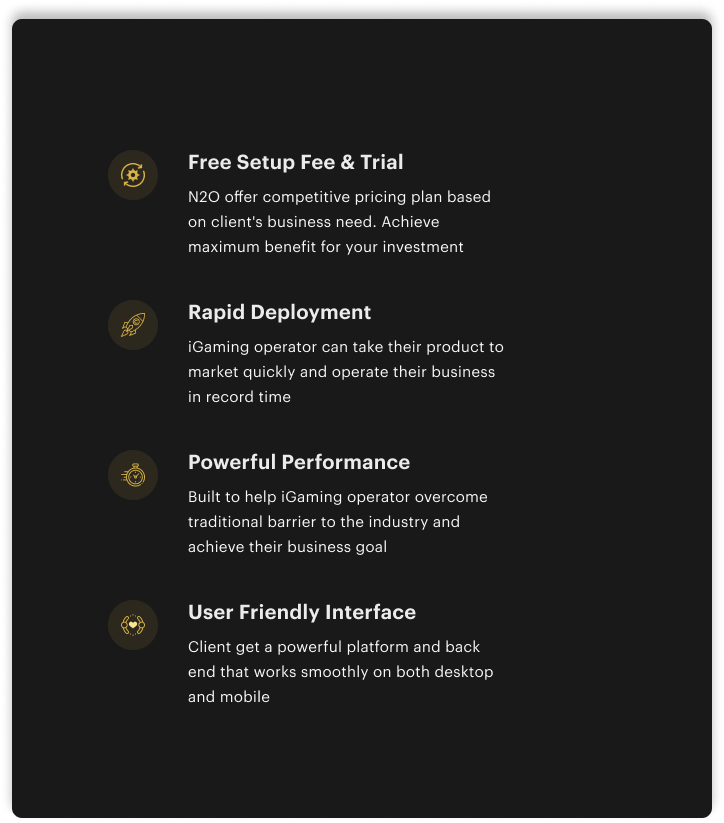 Free Setup Fee & Trial
N2O offer competitive pricing plan based
on client's business need. Achieve
maximum benefit for your investment
Rapid Deployment
iGaming operator can take their product to
market quickly and operate their business
in record time
Powerful Performance
Built to help iGaming operator overcome
traditional barrier to the industry and
achieve their business goal
User Friendly Interface
Client get a powerful platform and back
end that works smoothly on both desktop
and mobile